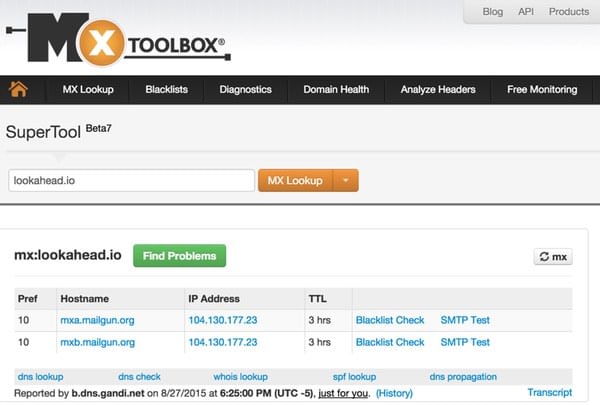 Blog API Products
Mx TOOLBOX®
MX Lookup Blacklists Diagnostics Domain Health Analyze Headers Free Monitoring
SuperTool Beta7
lookahead.io MX Lookup
mx:lookahead.io Find Problems mx
Pref Hostname IP Address TTL
10 mxa.mailgun.org 104.130.177.23 3 hrs Blacklist Check SMTP Test
10 mxb.mailgun.org 104.130.177.23 3 hrs Blacklist Check SMTP Test
dns lookup dns check whois lookup spf lookup dns propagation
Reported by b.dns.gandi.net on 8/27/2015 at 6:25:00 PM (UTC -5), just for you. (History) Transcript